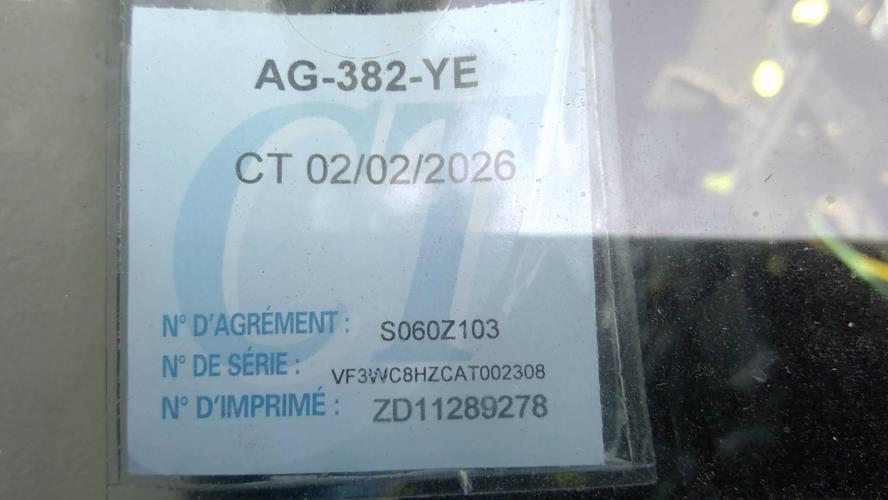 AG-382-YE
CT 02/02/2026
CT
N° D'AGRÉMENT : S060Z103
N° DE SÉRIE : VF3WC8HZCAT002308
N° D'IMPRIMÉ : ZD11289278